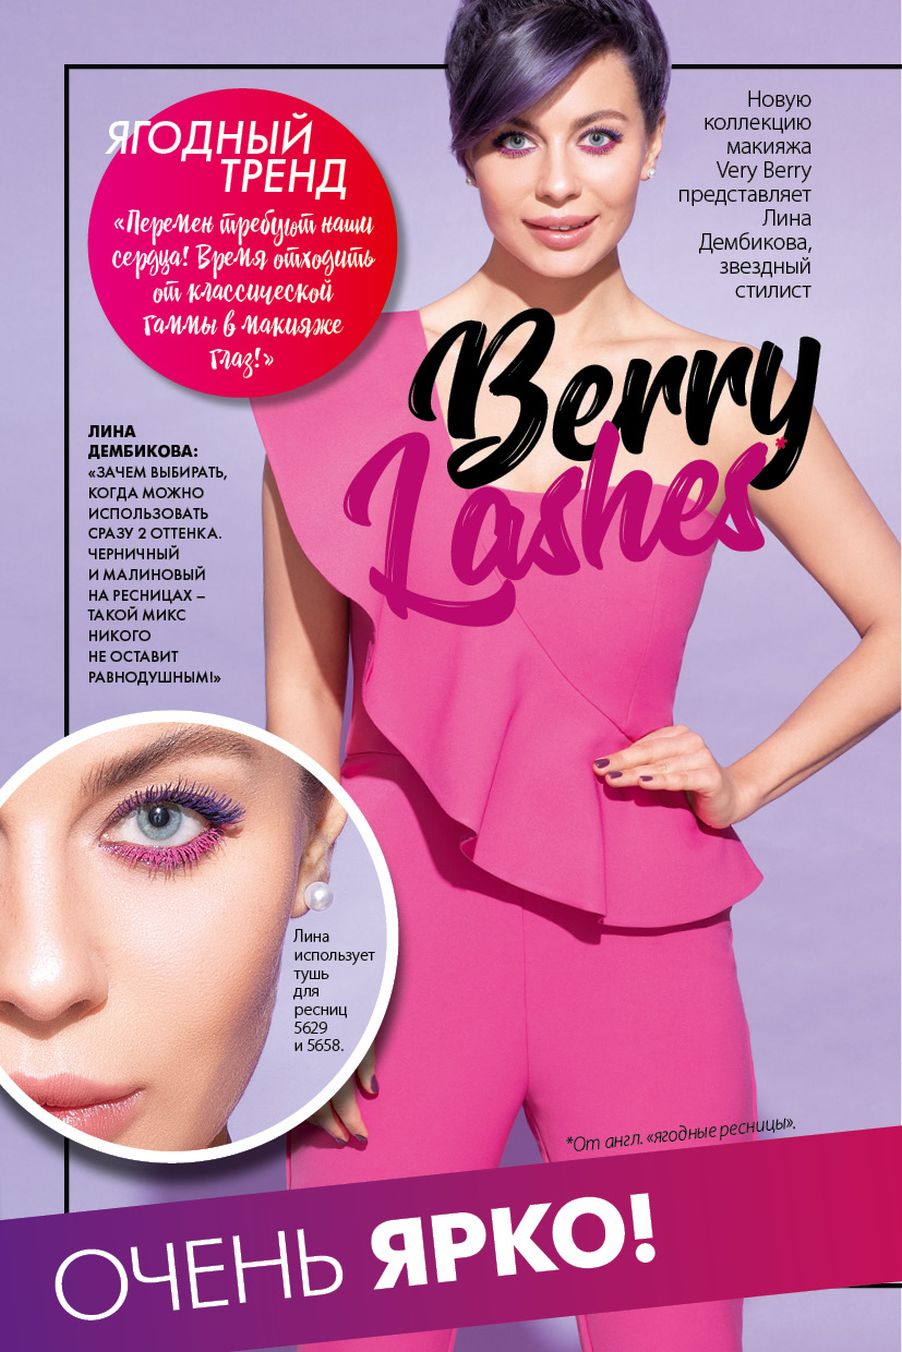 ЯГОДНЫЙ
ТРЕНД
«Перемен требуют наши
сердца! Время отходить
от классической
гаммы в макияже
глаз!»
Новую
коллекцию
макияжа
Very Berry
представляет
Лина
Дембикова,
звездный
стилист
Berry
Lashes*
ЛИНА
ДЕМБИКОВА:
«ЗАЧЕМ ВЫБИРАТЬ,
КОГДА МОЖНО
ИСПОЛЬЗОВАТЬ
СРАЗУ 2 ОТТЕНКА.
ЧЕРНИЧНЫЙ
И МАЛИНОВЫЙ
НА РЕСНИЦАХ –
ТАКОЙ МИКС
НИКОГО
НЕ ОСТАВИТ
РАВНОДУШНЫМ!»
Лина
использует
тушь
для
ресниц
5629
и 5658.
*От англ. «ягодные ресницы».
ОЧЕНЬ ЯРКО!